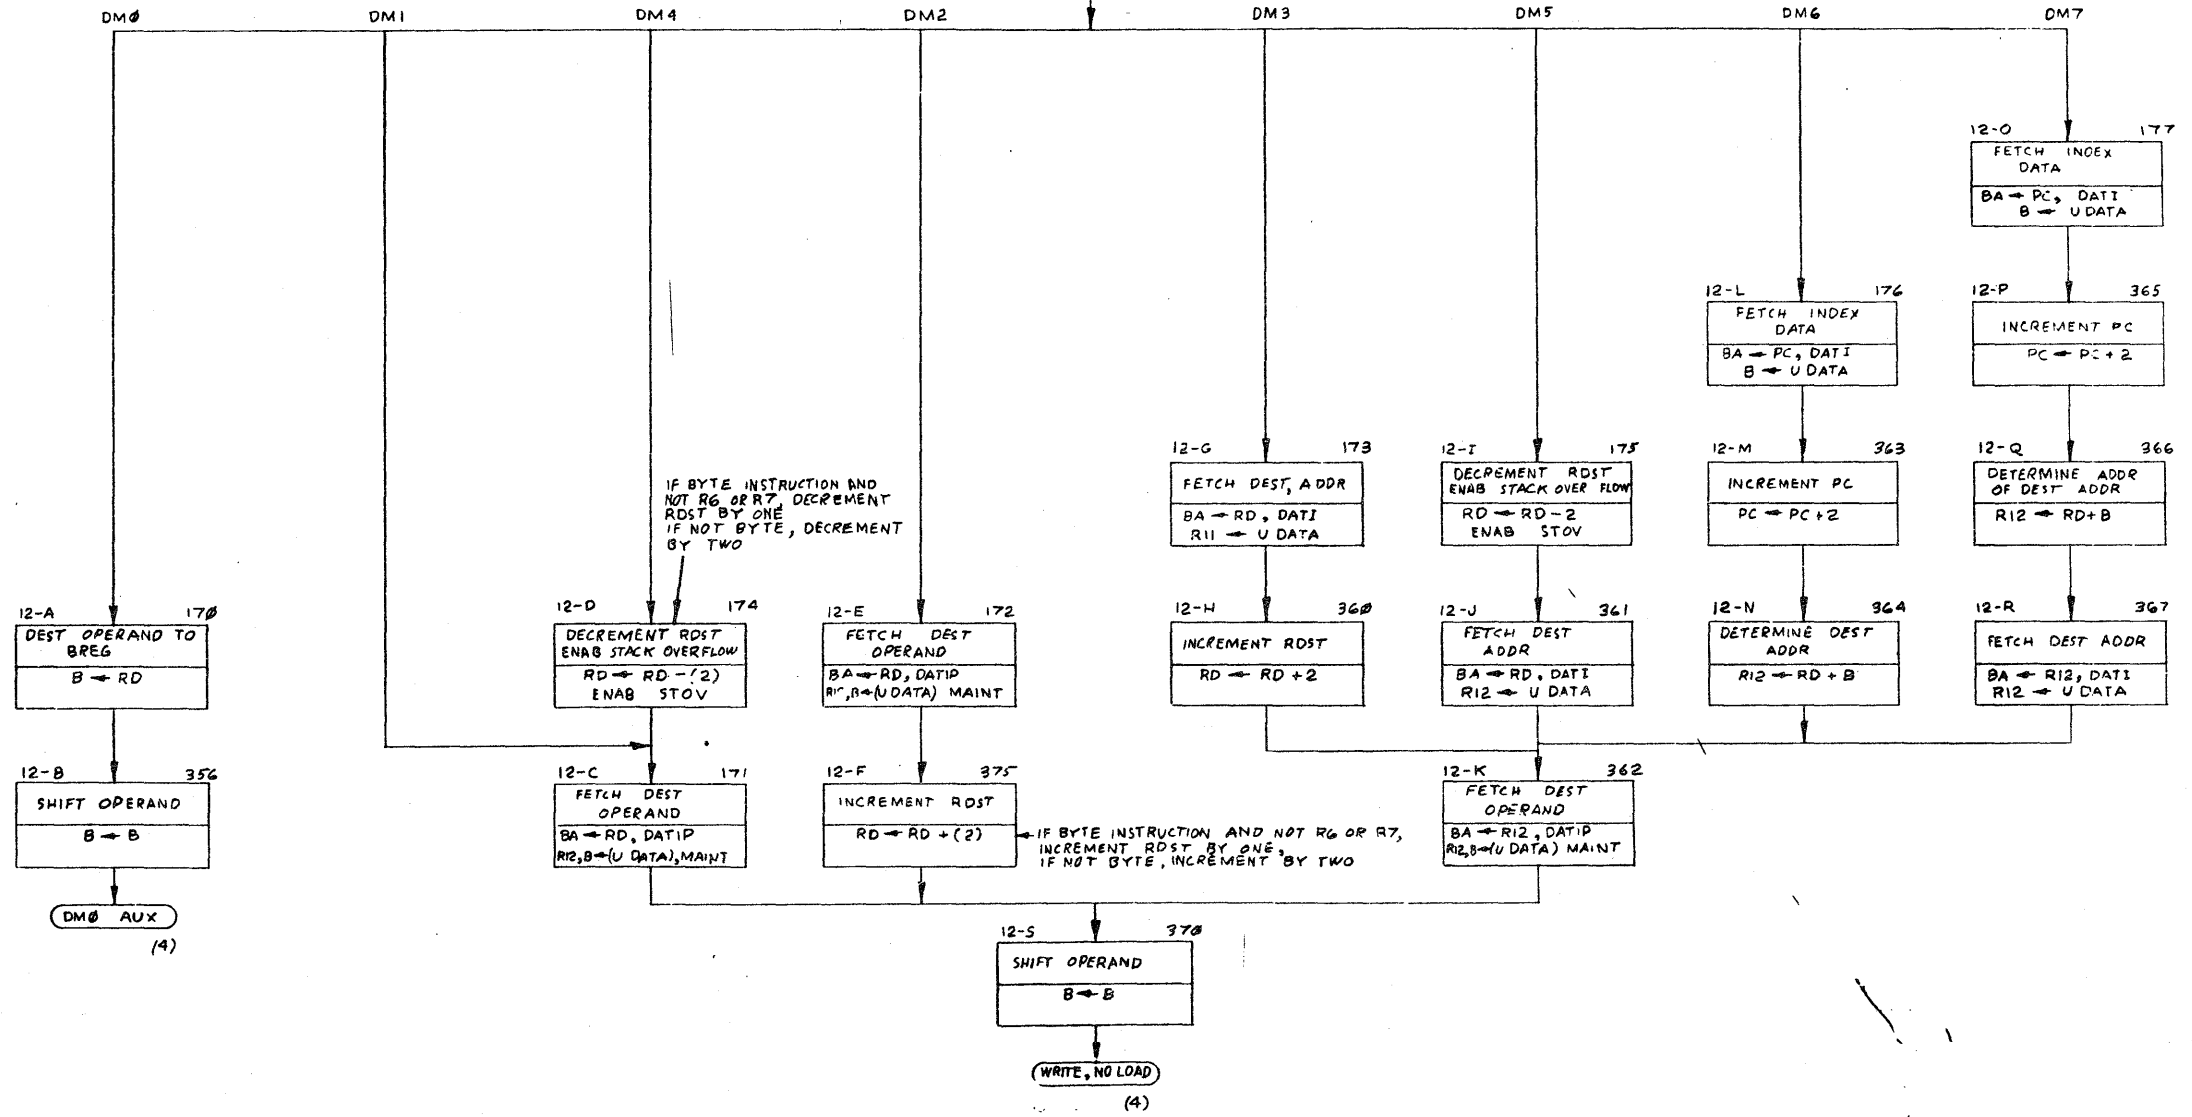 DMØ
DM1
DM4
DM2
DM3
DM5
DM6
DM7
12-O 177
FETCH INDEX
DATA
BA ← PC, DATI
B ← U DATA
12-L 176
FETCH INDEX
DATA
BA ← PC, DATI
B ← U DATA
12-P 365
INCREMENT PC
PC ← PC + 2
12-G 173
FETCH DEST, ADDR
BA ← RD, DATI
R11 ← U DATA
12-I 175
DECREMENT RDST
ENAB STACK OVER FLOW
RD ← RD - 2
ENAB STOV
12-M 363
INCREMENT PC
PC ← PC + 2
12-Q 366
DETERMINE ADDR
OF DEST ADDR
R12 ← RD + B
IF BYTE INSTRUCTION AND
NOT R6 OR R7, DECREMENT
RDST BY ONE
IF NOT BYTE, DECREMENT
BY TWO
12-A 17Ø
DEST OPERAND TO
BREG
B ← RD
12-D 174
DECREMENT RDST
ENAB STACK OVERFLOW
RD ← RD - (2)
ENAB STOV
12-E 172
FETCH DEST
OPERAND
BA ← RD, DATIP
B ← (U DATA) MAINT
12-H 36Ø
INCREMENT RDST
RD ← RD + 2
12-J 361
FETCH DEST
ADDR
BA ← RD, DATI
R12 ← U DATA
12-N 364
DETERMINE DEST
ADDR
R12 ← RD + B
12-R 367
FETCH DEST ADDR
BA ← R12, DATI
R12 ← U DATA
12-B 356
SHIFT OPERAND
B ← B
12-C 171
FETCH DEST
OPERAND
BA ← RD, DATIP
R12, B ← (U DATA), MAINT
12-F 375
INCREMENT RDST
RD ← RD + (2)
IF BYTE INSTRUCTION AND NOT R6 OR R7,
INCREMENT RDST BY ONE,
IF NOT BYTE, INCREMENT BY TWO
12-K 362
FETCH DEST
OPERAND
BA ← R12, DATIP
R12, B ← (U DATA) MAINT
DMØ AUX
(4)
12-S 37Ø
SHIFT OPERAND
B ← B
WRITE, NO LOAD
(4)